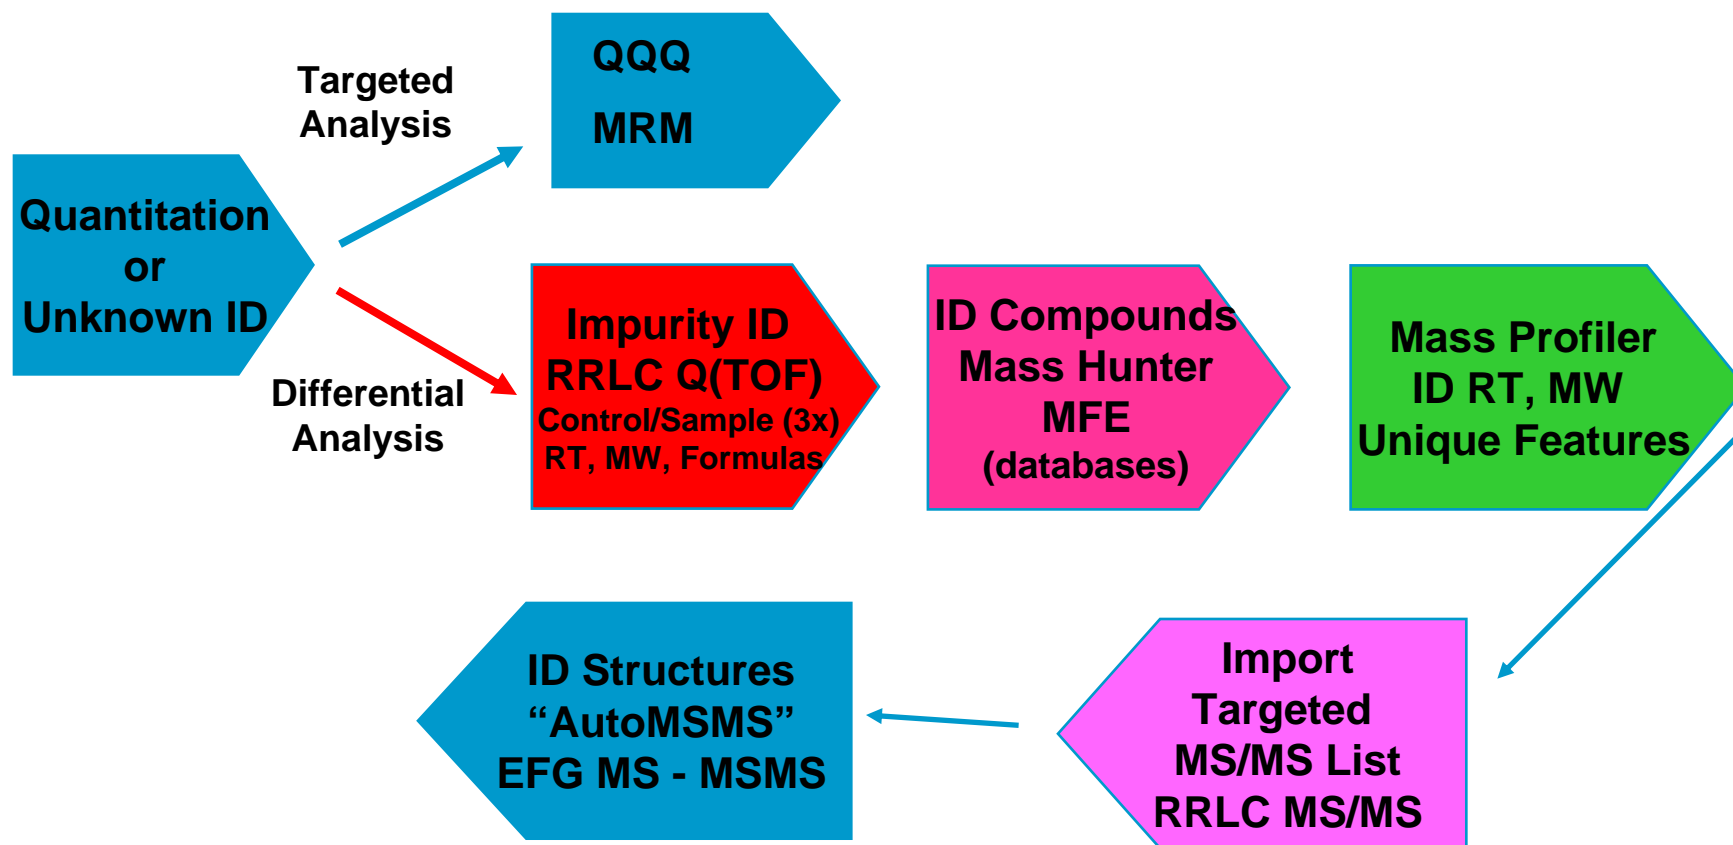 Quantitation
or
Unknown ID
Targeted
Analysis
QQQ
MRM
Differential
Analysis
Impurity ID
RRLC Q(TOF)
Control/Sample (3x)
RT, MW, Formulas
ID Compounds
Mass Hunter
MFE
(databases)
Mass Profiler
ID RT, MW
Unique Features
Import
Targeted
MS/MS List
RRLC MS/MS
ID Structures
“AutoMSMS”
EFG MS - MSMS